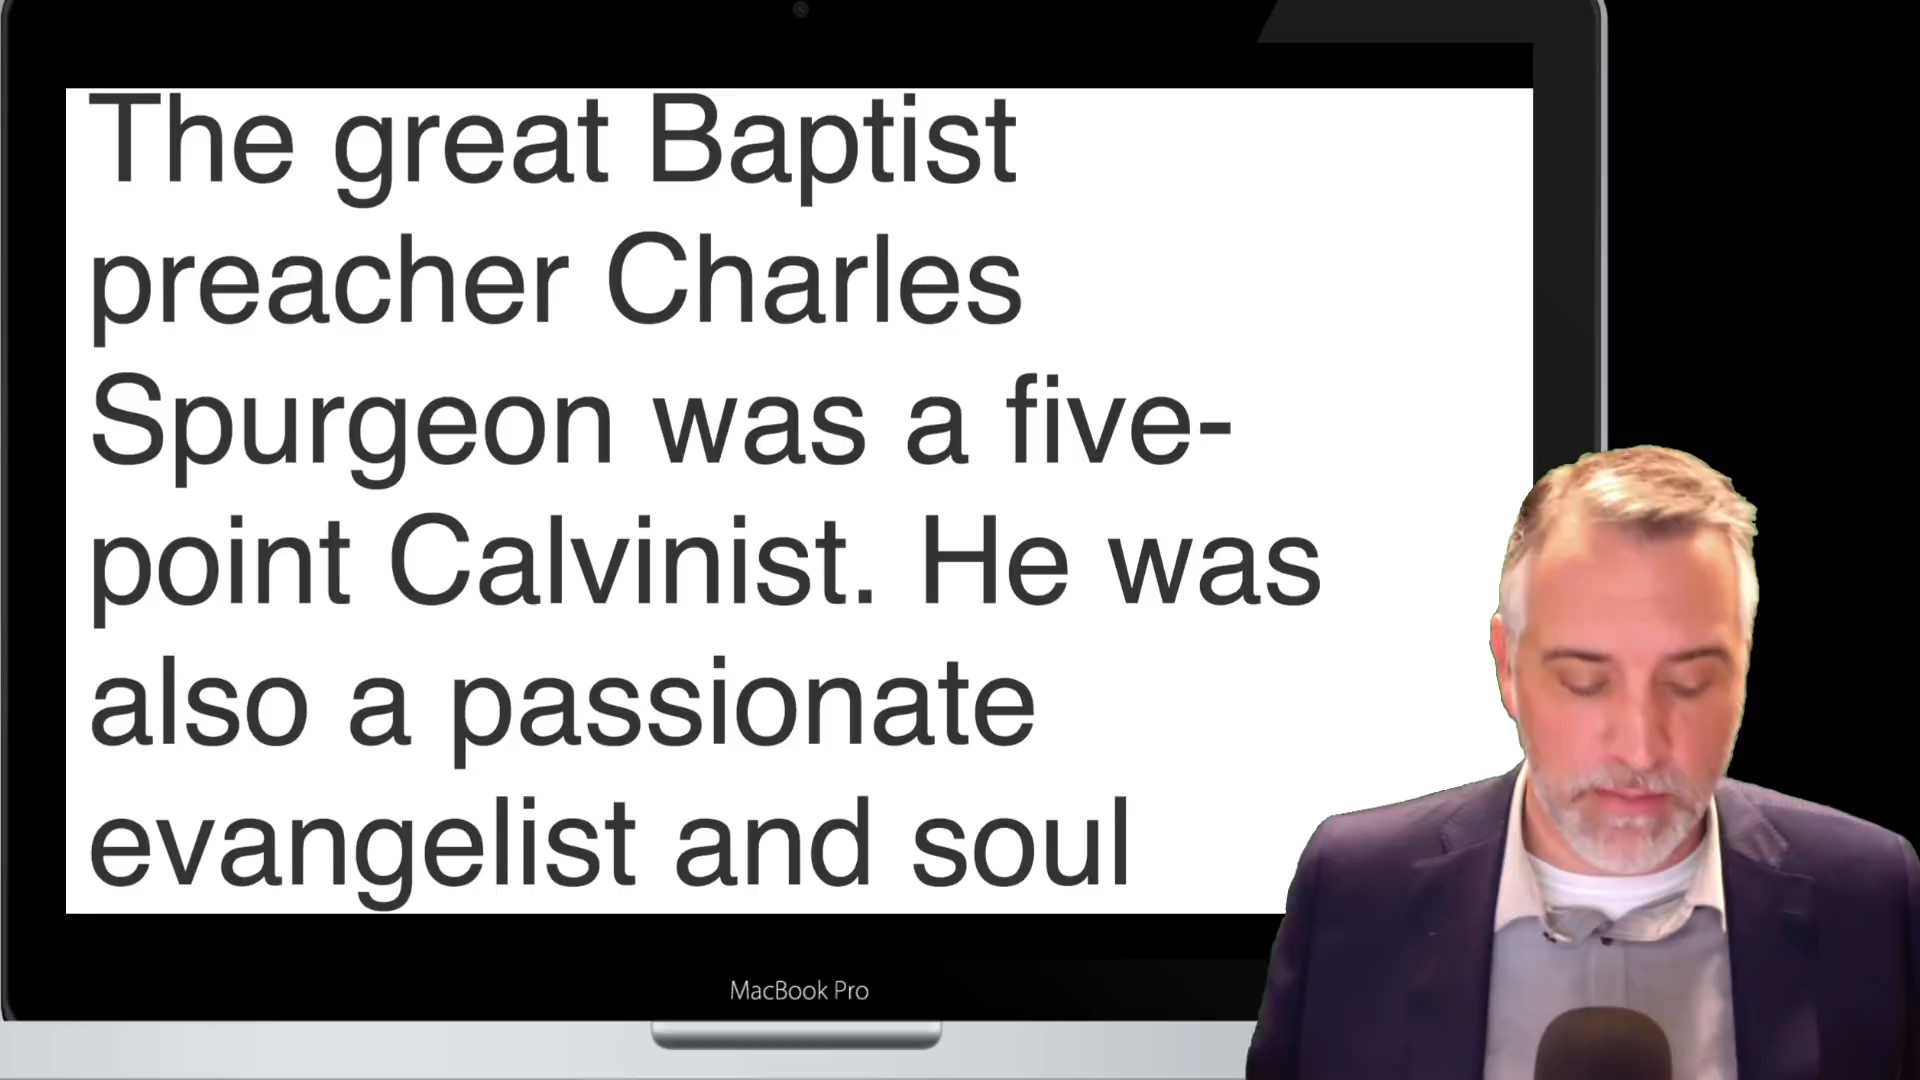 The great Baptist
preacher Charles
Spurgeon was a five-
point Calvinist. He was
also a passionate
evangelist and soul
MacBook Pro